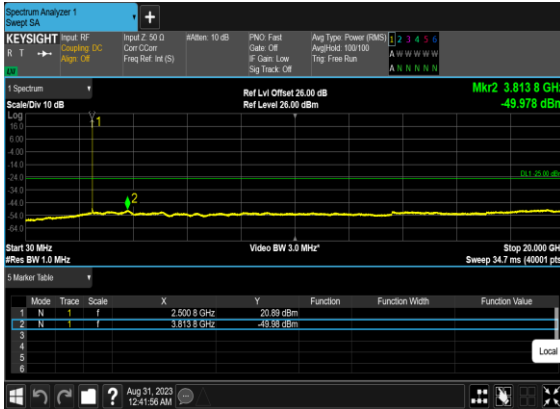 Spectrum Analyzer 1
Swept SA
+
KEYSIGHT Input: RF Input Z: 50 Ω #Atten: 10 dB PNO: Fast Avg Type: Power (RMS) 1 2 3 4 5 6
R T Coupling: DC Corr CCorr Gate: Off Avg|Hold: 100/100 A W W W W W
Align: Off Freq Ref: Int (S) IF Gain: Low Trig: Free Run
Sig Track: Off A N N N N N
1 Spectrum
Scale/Div 10 dB
Ref Lvl Offset 26.00 dB
Ref Level 26.00 dBm
Mkr2 3.813 8 GHz
-49.978 dBm
Log
16.0
6.00
-4.00
-14.0
-24.0
-34.0
-44.0
-54.0
-64.0
1
2
Start 30 MHz Video BW 3.0 MHz* Stop 20.000 GHz
#Res BW 1.0 MHz Sweep 34.7 ms (40001 pts)
5 Marker Table
Mode Trace Scale X Y Function Function Width Function Value
1 N 1 f 2.500 8 GHz 20.89 dBm
2 N 1 f 3.813 8 GHz -49.98 dBm
3
4
5
6
Local
?
Aug 31, 2023
12:41:56 AM